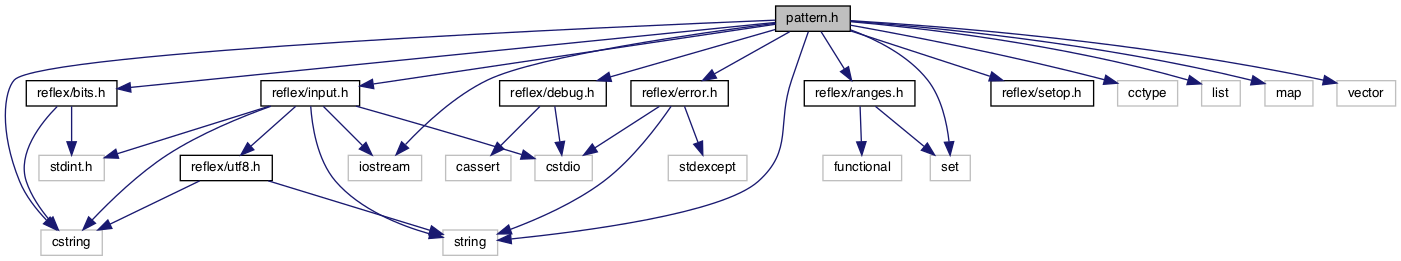 pattern.h
reflex/bits.h
reflex/input.h
reflex/debug.h
reflex/error.h
reflex/ranges.h
reflex/setop.h
cctype
list
map
vector
stdint.h
reflex/utf8.h
iostream
cassert
cstdio
stdexcept
functional
set
cstring
string